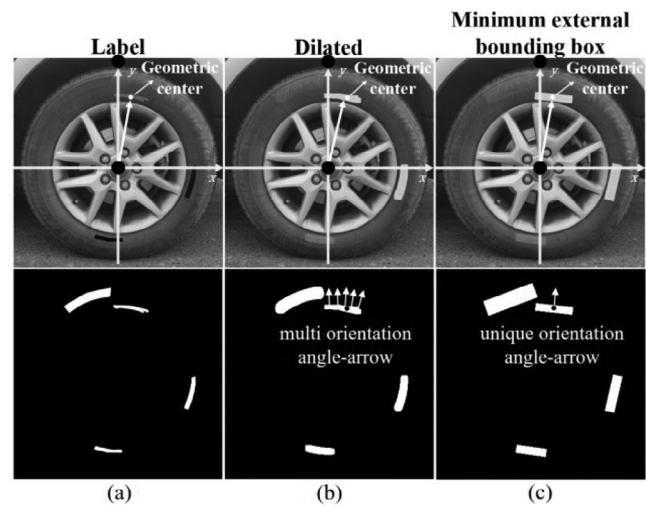 Label
Dilated
Minimum external
bounding box
y
Geometric
center
x
y
Geometric
center
x
y
Geometric
center
x
multi orientation
angle-arrow
unique orientation
angle-arrow
(a)
(b)
(c)